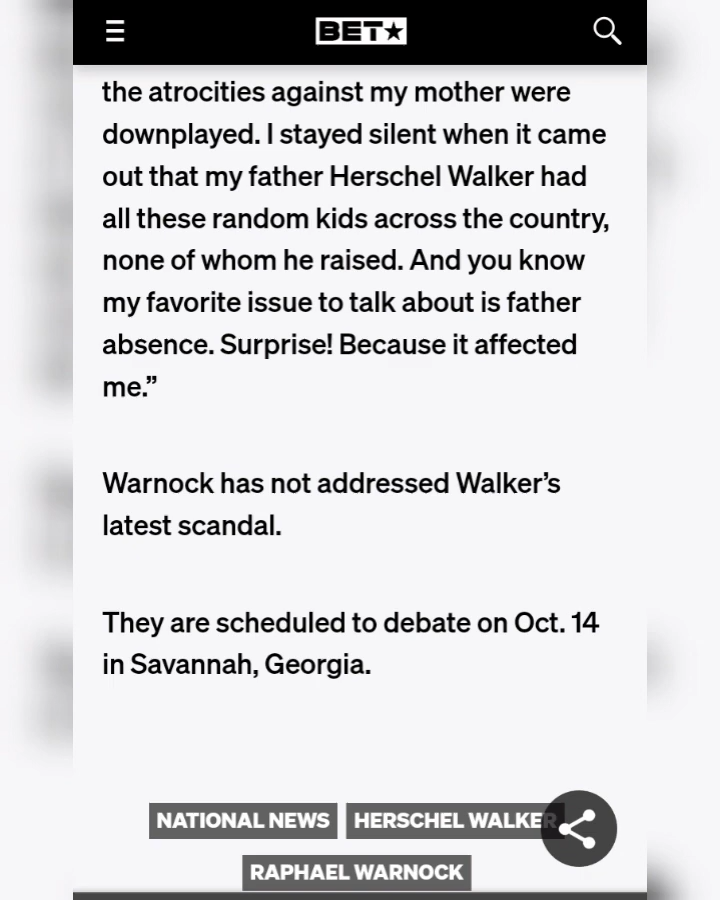 BET★
the atrocities against my mother were
downplayed. I stayed silent when it came
out that my father Herschel Walker had
all these random kids across the country,
none of whom he raised. And you know
my favorite issue to talk about is father
absence. Surprise! Because it affected
me.”
Warnock has not addressed Walker’s
latest scandal.
They are scheduled to debate on Oct. 14
in Savannah, Georgia.
NATIONAL NEWS HERSCHEL WALKER
RAPHAEL WARNOCK